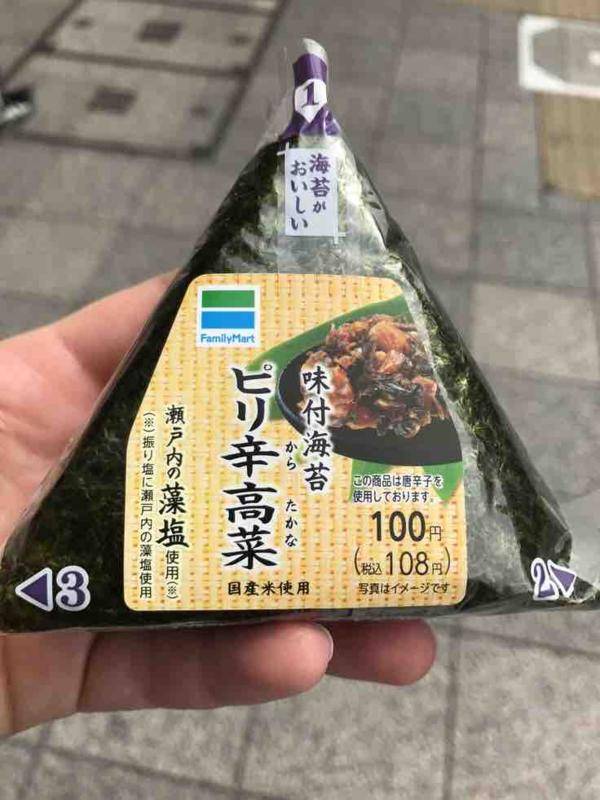 1
海苔が
おいしい
FamilyMart
味付海苔
ピリ辛高菜
から
たかな
瀬戸内の藻塩使用(※)
(※)振り塩に瀬戸内の藻塩使用
この商品は唐辛子を
使用しております。
100円
(税込108円)
国産米使用
写真はイメージです
3
2